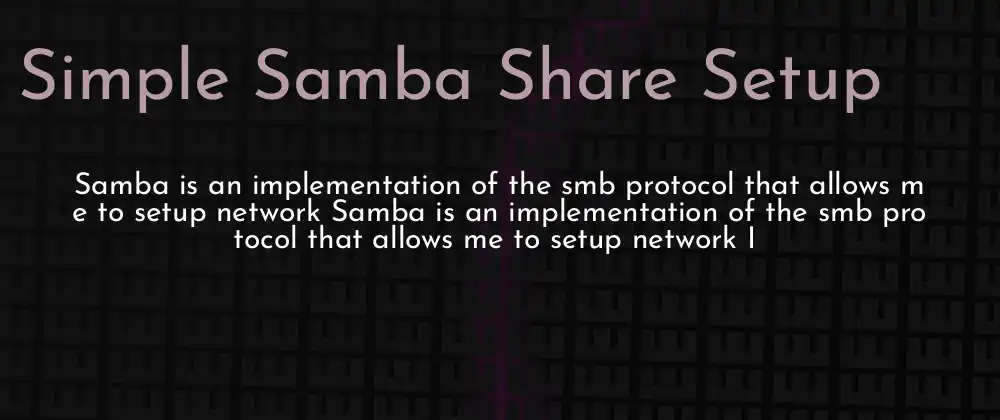 Simple Samba Share Setup
Samba is an implementation of the smb protocol that allows m
e to setup network Samba is an implementation of the smb pro
tocol that allows me to setup network I